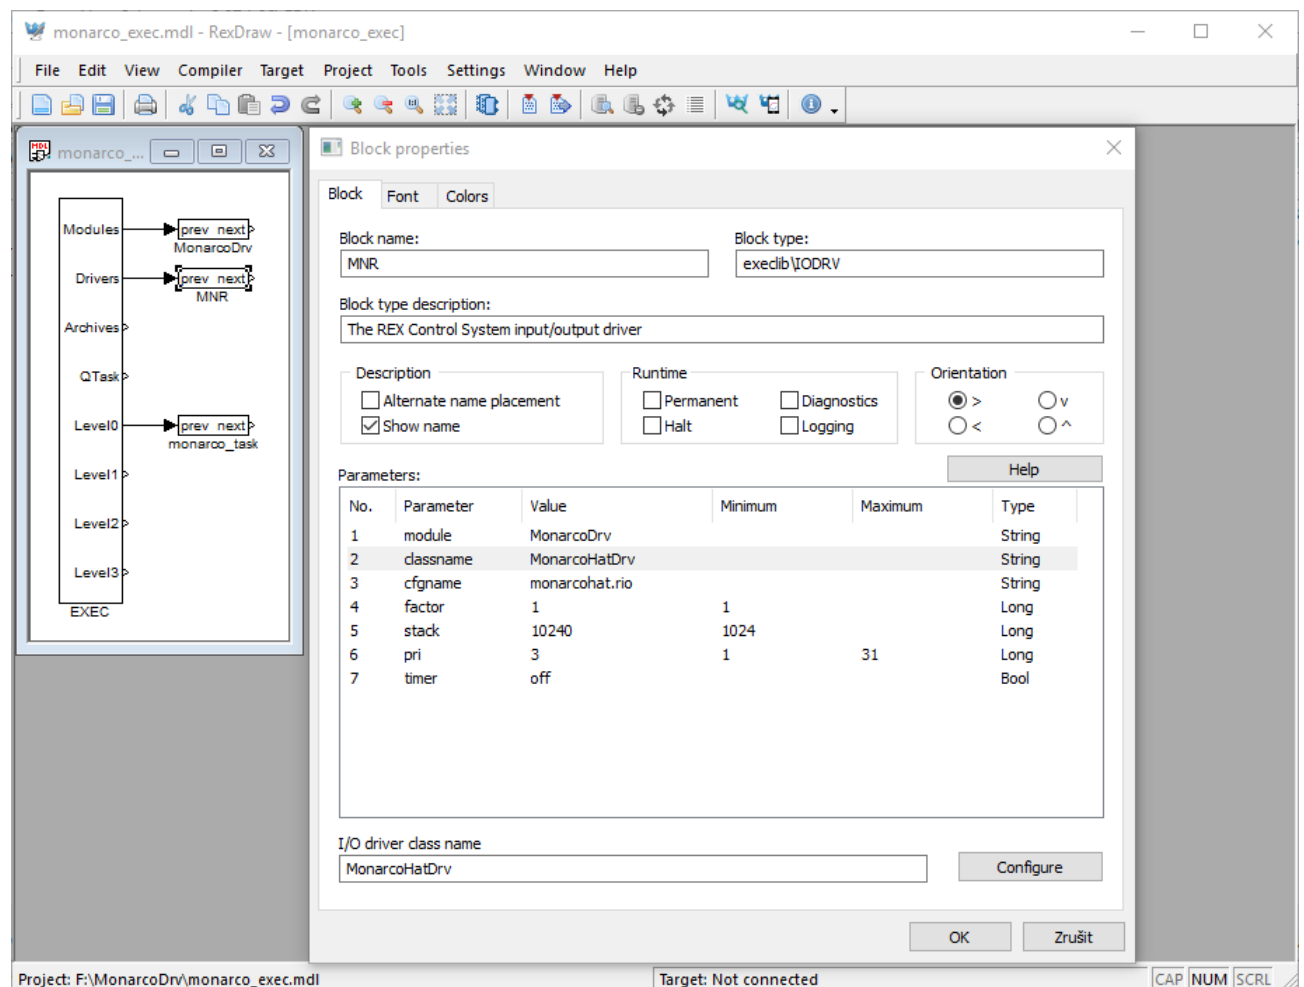 monarco_exec.mdl - RexDraw - [monarco_exec]
File Edit View Compiler Target Project Tools Settings Window Help
monarco_...
Modules
prev next
MonarcoDrv
Drivers
prev next
MNR
Archives
QTask
Level0
prev next
monarco_task
Level1
Level2
Level3
EXEC
Block properties
Block Font Colors
Block name: Block type:
MNR execlib\IODRV
Block type description:
The REX Control System input/output driver
Description Runtime Orientation
Alternate name placement Permanent Diagnostics > v
Show name Halt Logging < ^
Parameters: Help
No. Parameter Value Minimum Maximum Type
1 module MonarcoDrv String
2 classname MonarcoHatDrv String
3 cfgname monarcohat.rio String
4 factor 1 1 Long
5 stack 10240 1024 Long
6 pri 3 1 31 Long
7 timer off Bool
I/O driver class name
MonarcoHatDrv Configure
OK Zrušit
Project: F:\MonarcoDrv\monarco_exec.mdl Target: Not connected CAP NUM SCRL